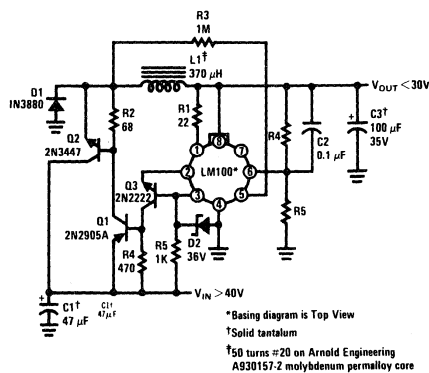 R3
1M
L1‡
370 μH
D1
IN3880
VOUT <30V
Q2
2N3447
R2
68
R1
22
R4
C2
0.1 μF
C3†
100 μF
35V
+
1
8
7
2
LM100*
6
3
4
5
Q3
2N2222
Q1
2N2905A
R4
470
R5
1K
D2
36V
R5
VIN >40V
+
C1†
47 μF
C1†
47μF
*Basing diagram is Top View
†Solid tantalum
‡50 turns #20 on Arnold Engineering
A930157-2 molybdenum permalloy core